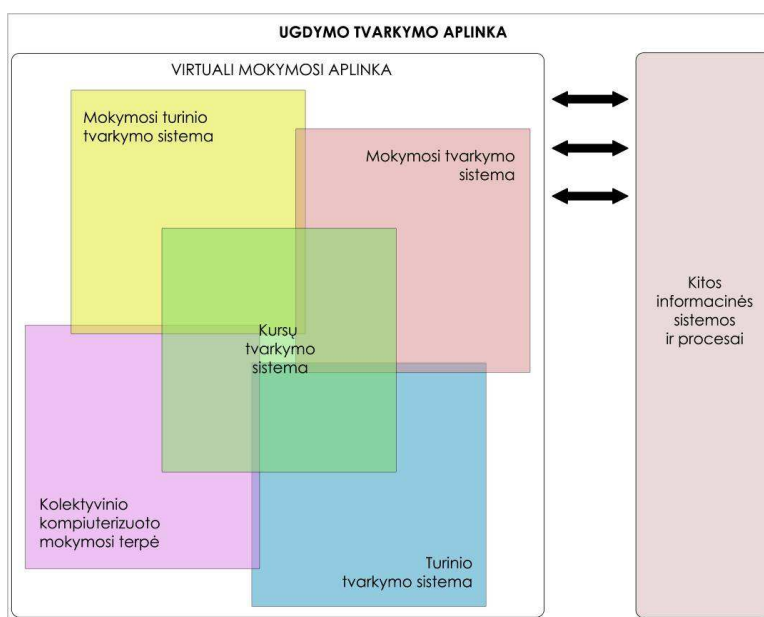 UGDYMO TVARKYMO APLINKA
VIRTUALI MOKYMOSI APLINKA
Mokymosi turinio
tvarkymo sistema
Mokymosi tvarkymo
sistema
Kursų
tvarkymo
sistema
Kolektyvinio
kompiuterizuoto
mokymosi terpė
Turinio
tvarkymo sistema
Kitos
informacinės
sistemos
ir procesai